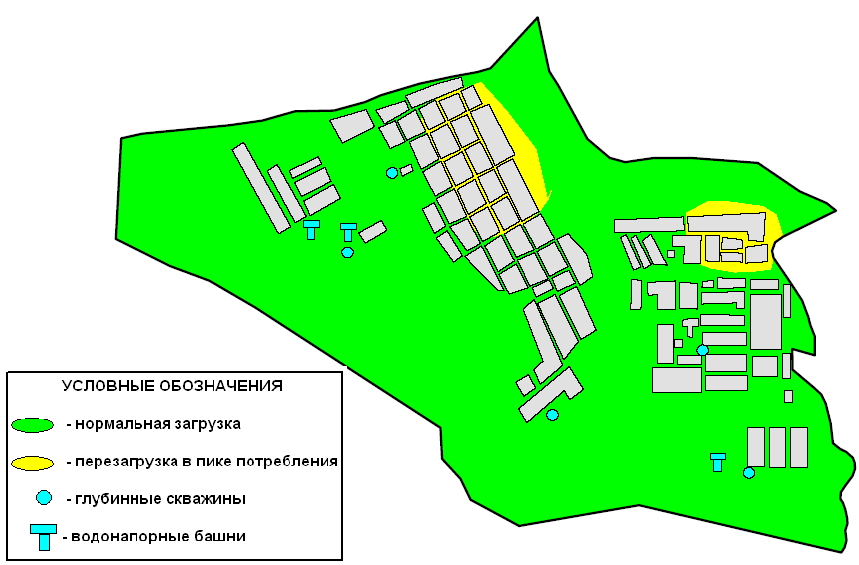 УСЛОВНЫЕ ОБОЗНАЧЕНИЯ
- нормальная загрузка
- перезагрузка в пике потребления
- глубинные скважины
- водонапорные башни